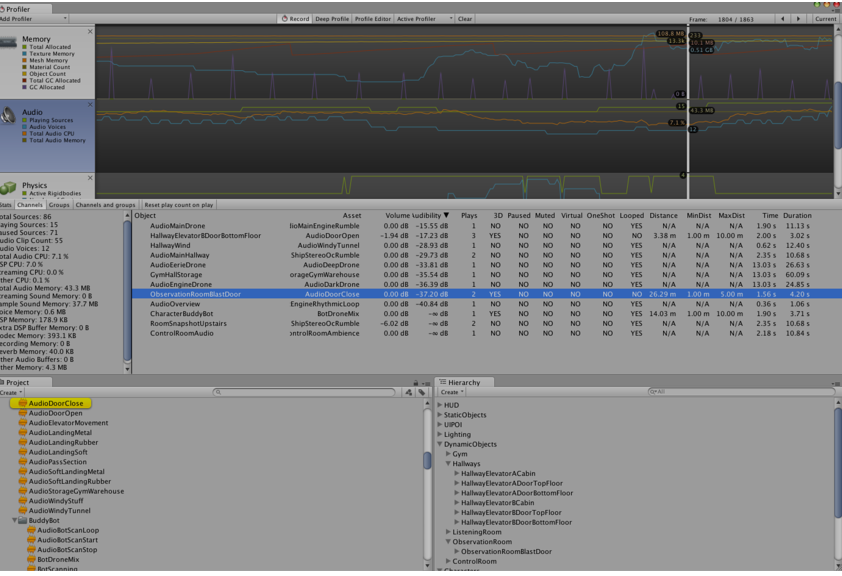 Profiler
Add Profiler
Record Deep Profile Profile Editor Active Profiler Clear
Frame: 1804 / 1863 Current
Memory
Total Allocated
Texture Memory
Mesh Memory
Material Count
Object Count
Total GC Allocated
GC Allocated
108.8 MB
13.3k
233
10.1 MB
0.51 GB
0 B
Audio
Playing Sources
Audio Voices
Total Audio CPU
Total Audio Memory
15
43.3 MB
7.1 %
12
Physics
Active Rigidbodies
4
Stats Channels Groups Channels and groups Reset play count on play
otal Sources: 86
laying Sources: 15
aused Sources: 71
udio Clip Count: 55
udio Voices: 12
otal Audio CPU: 7.1 %
SP CPU: 7.0 %
treaming CPU: 0.0 %
ther CPU: 0.1 %
otal Audio Memory: 43.3 MB
treaming Sound Memory: 0 B
ample Sound Memory: 37.7 MB
oice Memory: 0.6 MB
SP Memory: 178.9 KB
xtra DSP Buffer Memory: 0 B
odec Memory: 393.1 KB
ecording Memory: 0 B
everb Memory: 40.0 KB
ther Audio Buffers: 0 B
ther Memory: 4.3 MB
Object Asset Volume \udibility ▼ Plays 3D Paused Muted Virtual OneShot Looped Distance MinDist MaxDist Time Duration
AudioMainDrone lioMainEngineRumble 0.00 dB -15.55 dB 1 NO NO NO NO NO YES N/A N/A N/A 1.90 s 11.13 s
HallwayElevatorBDoorBottomFloor AudioDoorOpen -1.94 dB -17.23 dB 3 YES NO NO NO NO NO 3.38 m 1.00 m 10.00 m 2.00 s 3.02 s
HallwayWind AudioWindyTunnel 0.00 dB -28.93 dB 1 NO NO NO NO NO YES N/A N/A N/A 0.62 s 12.40 s
AudioMainHallway ShipStereoOcRumble 0.00 dB -29.73 dB 2 NO NO NO NO NO YES N/A N/A N/A 2.35 s 10.68 s
AudioEerieDrone AudioDeepDrone 0.00 dB -33.81 dB 1 NO NO NO NO NO YES N/A N/A N/A 13.03 s 26.63 s
GymHallStorage orageGymWarehouse 0.00 dB -35.54 dB 1 NO NO NO NO NO YES N/A N/A N/A 13.03 s 60.09 s
AudioEngineDrone AudioDarkDrone 0.00 dB -36.39 dB 1 NO NO NO NO NO YES N/A N/A N/A 13.03 s 24.85 s
ObservationRoomBlastDoor AudioDoorClose 0.00 dB -37.20 dB 2 YES NO NO NO NO NO 26.29 m 1.00 m 5.00 m 1.56 s 4.20 s
AudioOverview EngineRhythmicLoop 0.00 dB -40.84 dB 1 NO NO NO NO NO YES N/A N/A N/A 0.36 s 1.06 s
CharacterBuddyBot BotDroneMix 0.00 dB -∞ dB 1 YES NO NO NO NO YES 14.03 m 1.00 m 10.00 m 1.90 s 3.71 s
RoomSnapshotUpstairs ShipStereoOcRumble -6.02 dB -∞ dB 2 NO NO NO NO NO YES N/A N/A N/A 2.35 s 10.68 s
ControlRoomAudio ontrolRoomAmbience 0.00 dB -∞ dB 1 NO NO NO NO NO YES N/A N/A N/A 2.18 s 10.84 s
Project
Create
AudioDoorClose
AudioDoorOpen
AudioElevatorMovement
AudioLandingMetal
AudioLandingRubber
AudioLandingSoft
AudioPassSection
AudioSoftLandingMetal
AudioSoftLandingRubber
AudioStorageGymWarehouse
AudioWindyStuff
AudioWindyTunnel
BuddyBot
AudioBotScanLoop
AudioBotScanStart
AudioBotScanStop
BotDroneMix
BotScanning
Hierarchy
Create All
HUD
StaticObjects
UIPOI
Lighting
DynamicObjects
Gym
Hallways
HallwayElevatorACabin
HallwayElevatorADoorTopFloor
HallwayElevatorADoorBottomFloor
HallwayElevatorBCabin
HallwayElevatorBDoorTopFloor
HallwayElevatorBDoorBottomFloor
ListeningRoom
ObservationRoom
ObservationRoomBlastDoor
ControlRoom
Characters